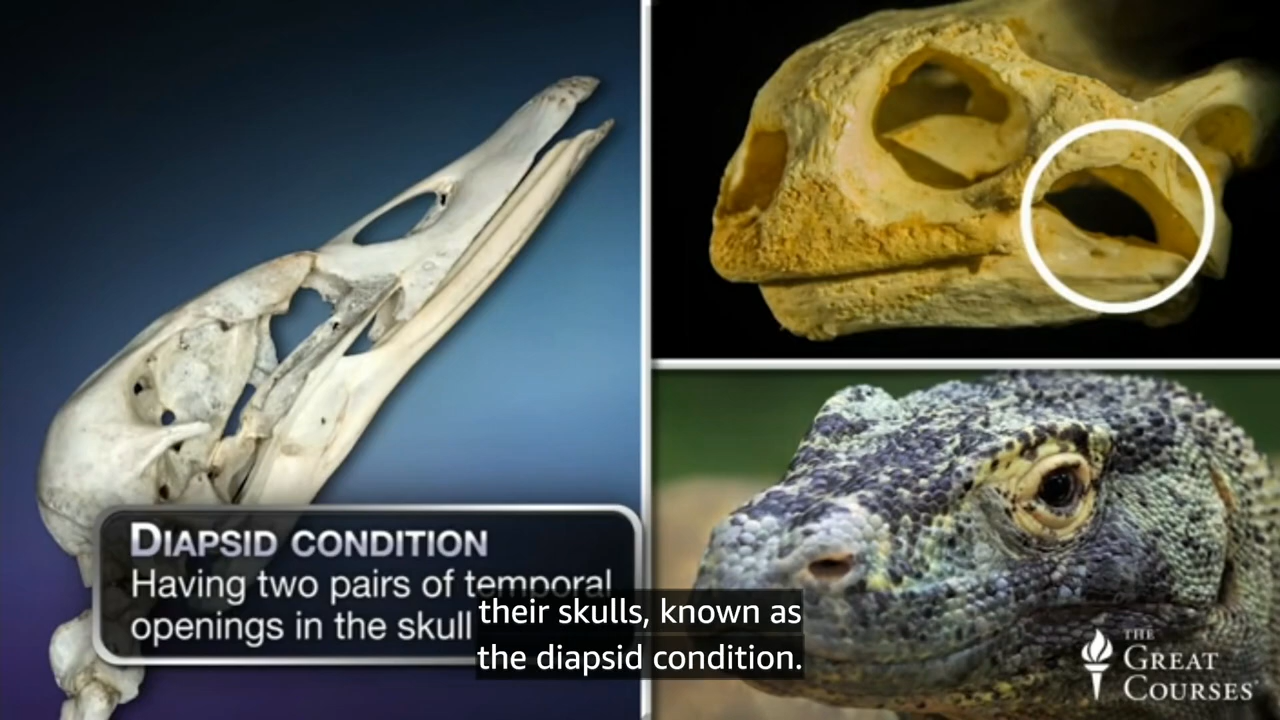 DIAPSID CONDITION
Having two pairs of temporal
openings in the skull
their skulls, known as
the diapsid condition.
THE
GREAT
COURSES